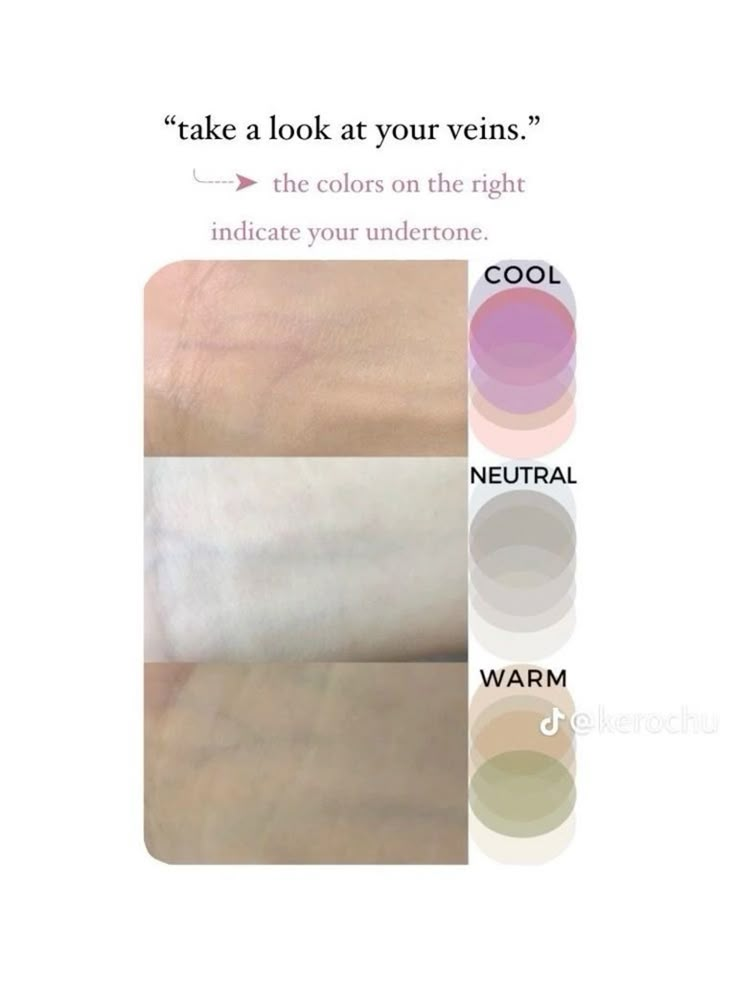 “take a look at your veins.”
the colors on the right
indicate your undertone.
COOL
NEUTRAL
WARM
@kerochu